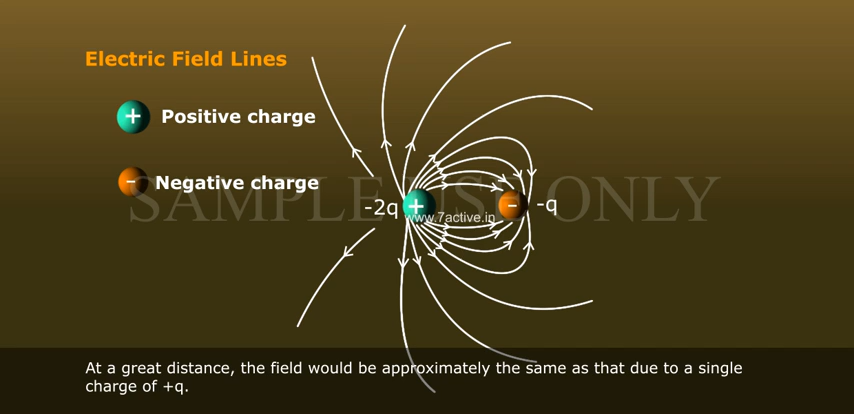 Electric Field Lines
+ Positive charge
- Negative charge
SAMPLE USE ONLY
-2q + - -q
www.7active.in
At a great distance, the field would be approximately the same as that due to a single
charge of +q.